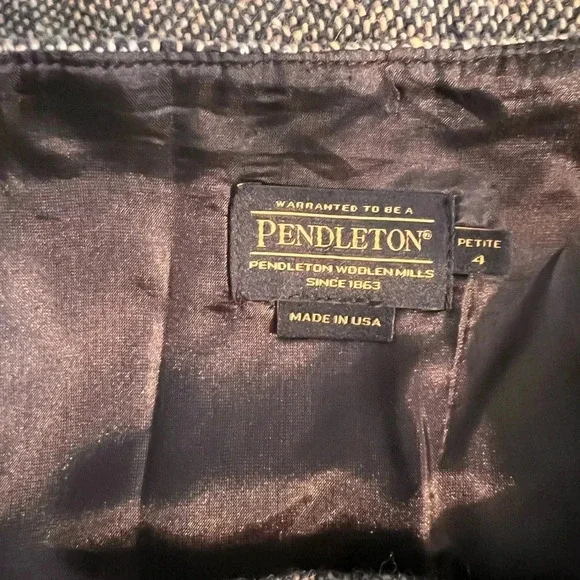 WARRANTED TO BE A
PENDLETON®
PENDLETON WOOLEN MILLS
SINCE 1863
PETITE
4
MADE IN USA